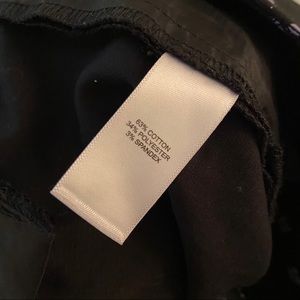 63% COTTON
34% POLYESTER
3% SPANDEX